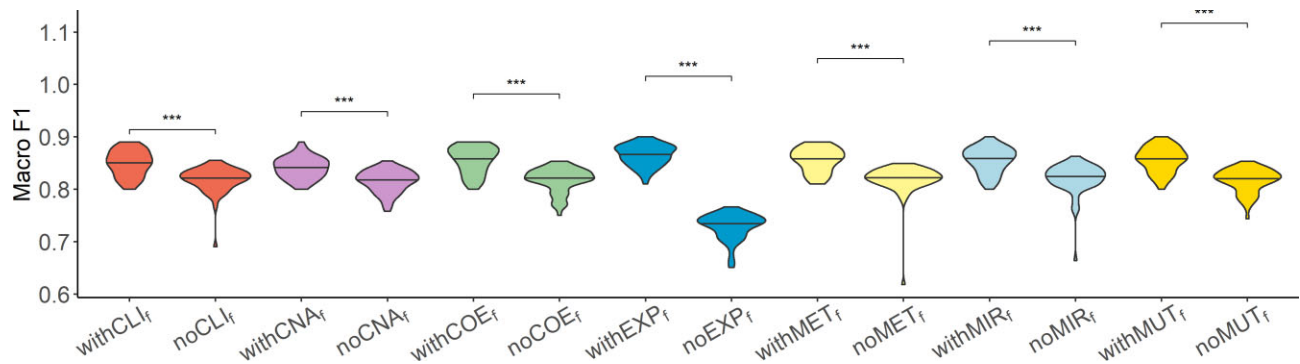 Macro F1
1.1
1.0
0.9
0.8
0.7
0.6
***
***
***
***
***
***
***
withCLIf
noCLIf
withCNAf
noCNAf
withCOEf
noCOEf
withEXPf
noEXPf
withMETf
noMETf
withMIRf
noMIRf
withMUTf
noMUTf